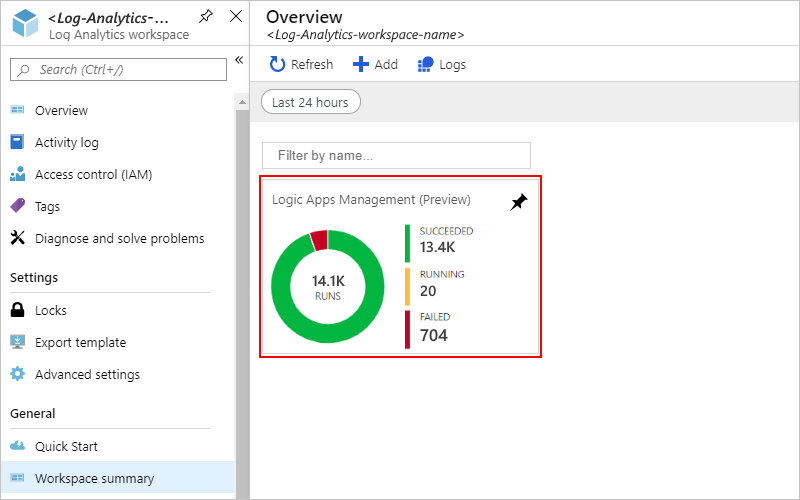 <Log-Analytics-...
Log Analytics workspace
Search (Ctrl+/)
Overview
Activity log
Access control (IAM)
Tags
Diagnose and solve problems
Settings
Locks
Export template
Advanced settings
General
Quick Start
Workspace summary
Overview
<Log-Analytics-workspace-name>
Refresh
Add
Logs
Last 24 hours
Filter by name...
Logic Apps Management (Preview)
14.1K
RUNS
SUCCEEDED
13.4K
RUNNING
20
FAILED
704